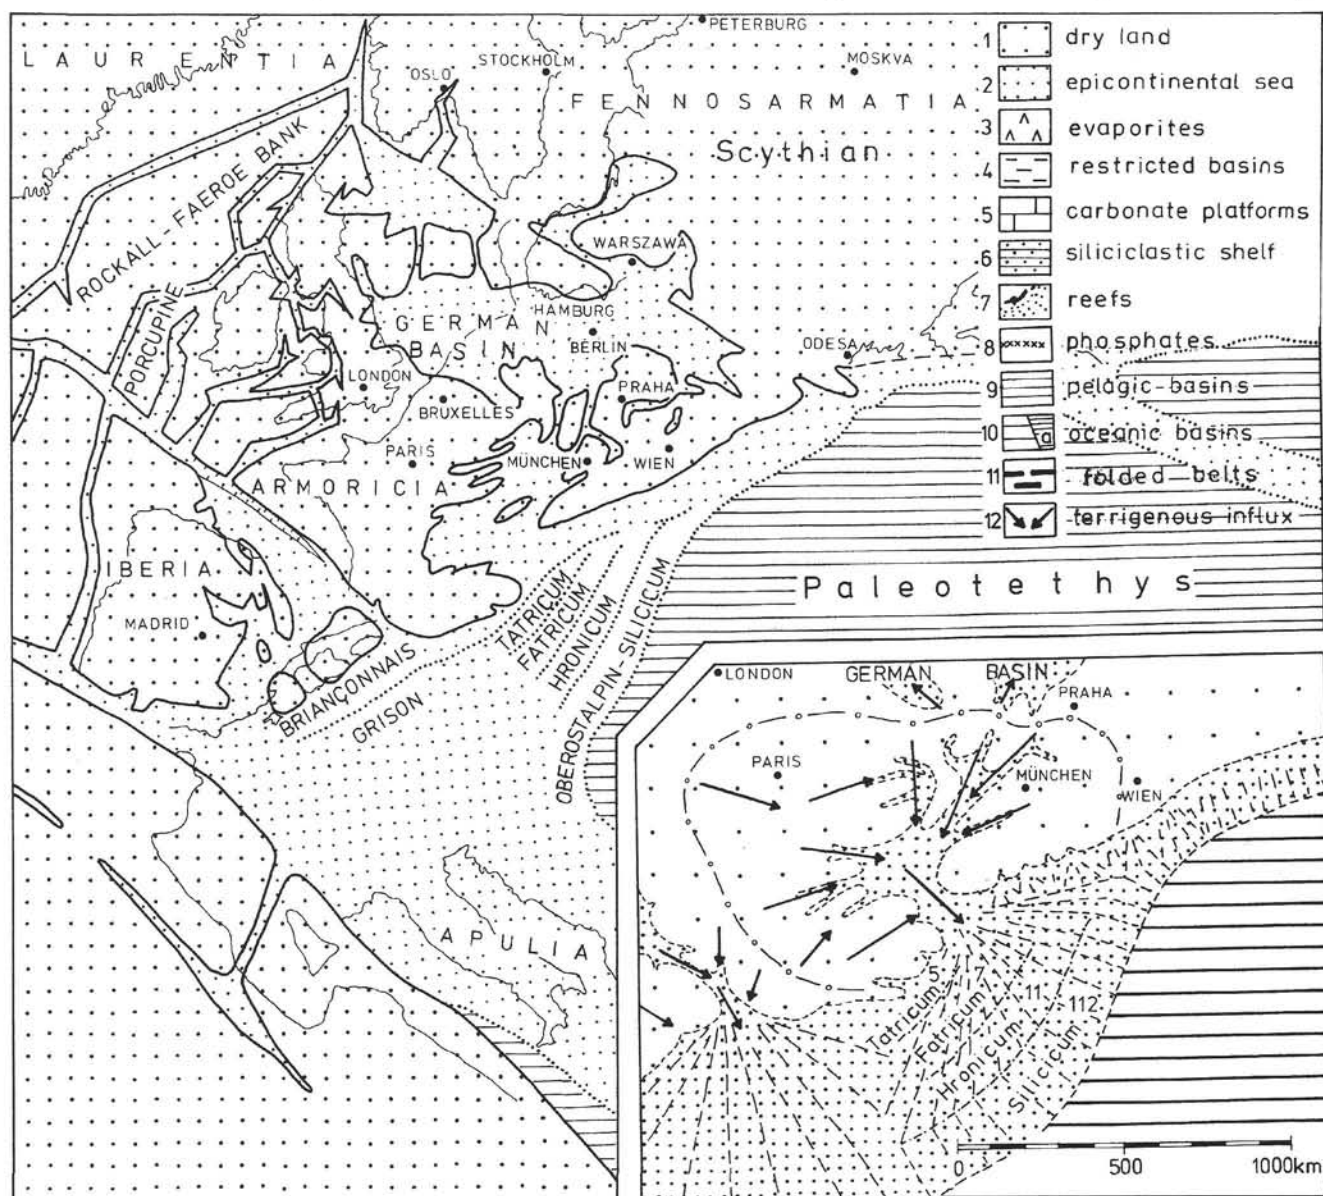 LAURENTIA
PETERBURG
STOCKHOLM
OSLO
MOSKVA
FENNOSARMATIA
Scythian
ROCKALL-FAEROE BANK
PORCUPINE
WARSZAWA
HAMBURG
GERMAN
BASIN
BERLIN
ODESA
LONDON
BRUXELLES
PRAHA
PARIS
MÜNCHEN
WIEN
ARMORICIA
IBERIA
MADRID
BRIANÇONNAIS
GRISON
TATRICUM
FATRICUM
HRONICUM
OBEROSTALPIN-SILICICUM
Paleotethys
APULIA
1 dry land
2 epicontinental sea
3 evaporites
4 restricted basins
5 carbonate platforms
6 siliciclastic shelf
7 reefs
8 phosphates
9 pelagic basins
10 a oceanic basins
11 folded belts
12 terrigenous influx
LONDON
GERMAN BASIN
PRAHA
PARIS
MÜNCHEN
WIEN
5
7
11
112
Tatricum
Fatricum
Hronicum
Silicicum
0 500 1000km